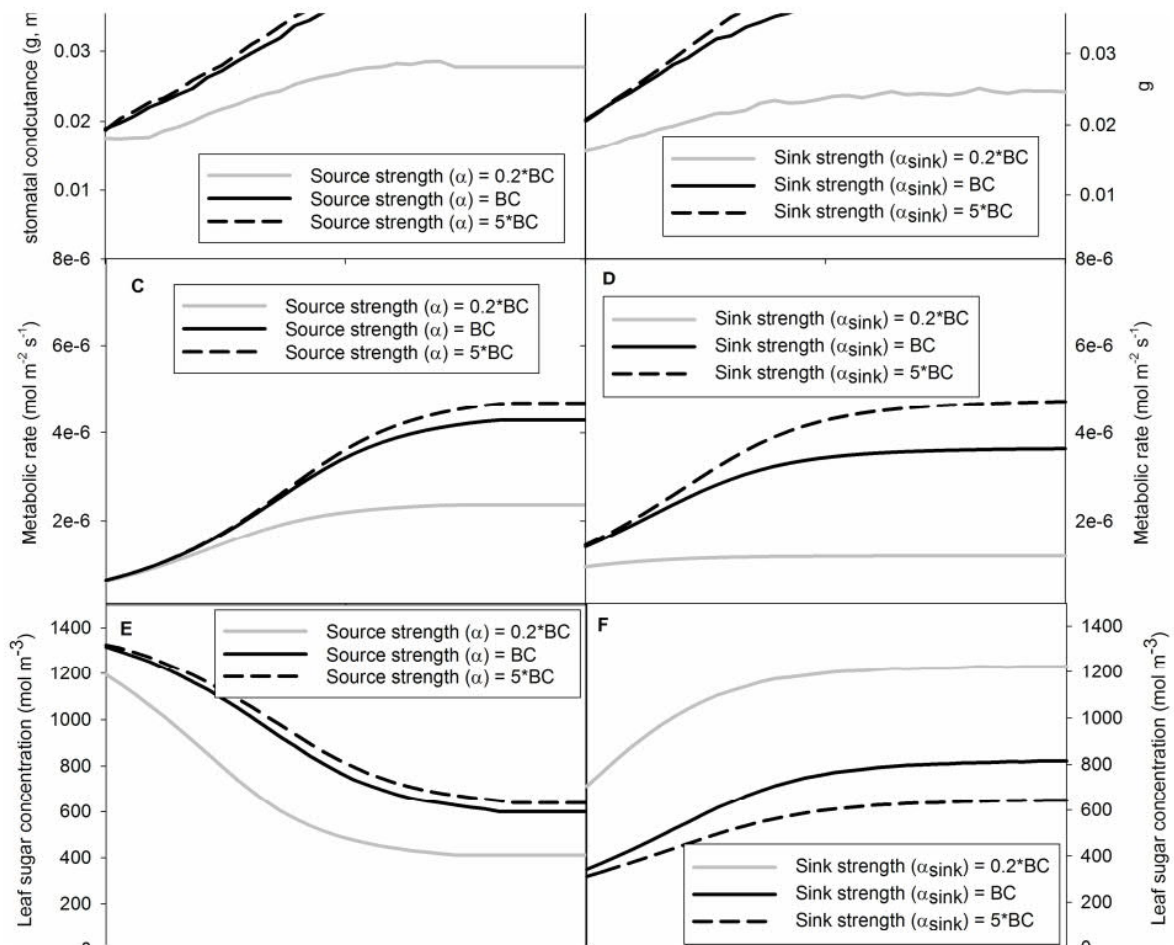 stomatal condcutance (g, m
0.03
0.02
0.01
8e-6
Source strength (α) = 0.2*BC
Source strength (α) = BC
Source strength (α) = 5*BC
Sink strength (αsink) = 0.2*BC
Sink strength (αsink) = BC
Sink strength (αsink) = 5*BC
0.03
0.02
0.01
8e-6
g
C
Metabolic rate (mol m⁻² s⁻¹)
6e-6
4e-6
2e-6
Source strength (α) = 0.2*BC
Source strength (α) = BC
Source strength (α) = 5*BC
D
Sink strength (αsink) = 0.2*BC
Sink strength (αsink) = BC
Sink strength (αsink) = 5*BC
6e-6
4e-6
2e-6
Metabolic rate (mol m⁻² s⁻¹)
E
Leaf sugar concentration (mol m⁻³)
1400
1200
1000
800
600
400
200
Source strength (α) = 0.2*BC
Source strength (α) = BC
Source strength (α) = 5*BC
F
Sink strength (αsink) = 0.2*BC
Sink strength (αsink) = BC
Sink strength (αsink) = 5*BC
1400
1200
1000
800
600
400
200
Leaf sugar concentration (mol m⁻³)